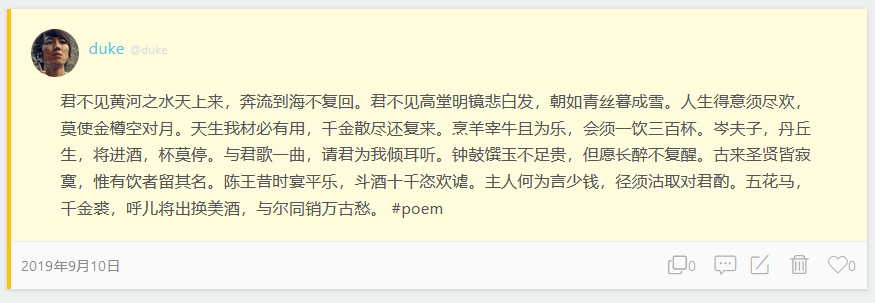 duke @duke
君不见黄河之水天上来，奔流到海不复回。君不见高堂明镜悲白发，朝如青丝暮成雪。人生得意须尽欢，
莫使金樽空对月。天生我材必有用，千金散尽还复来。烹羊宰牛且为乐，会须一饮三百杯。岑夫子，丹丘
生，将进酒，杯莫停。与君歌一曲，请君为我倾耳听。钟鼓馔玉不足贵，但愿长醉不复醒。古来圣贤皆寂
寞，惟有饮者留其名。陈王昔时宴平乐，斗酒十千恣欢谑。主人何为言少钱，径须沽取对君酌。五花马，
千金裘，呼儿将出换美酒，与尔同销万古愁。 #poem
2019年9月10日 0 0